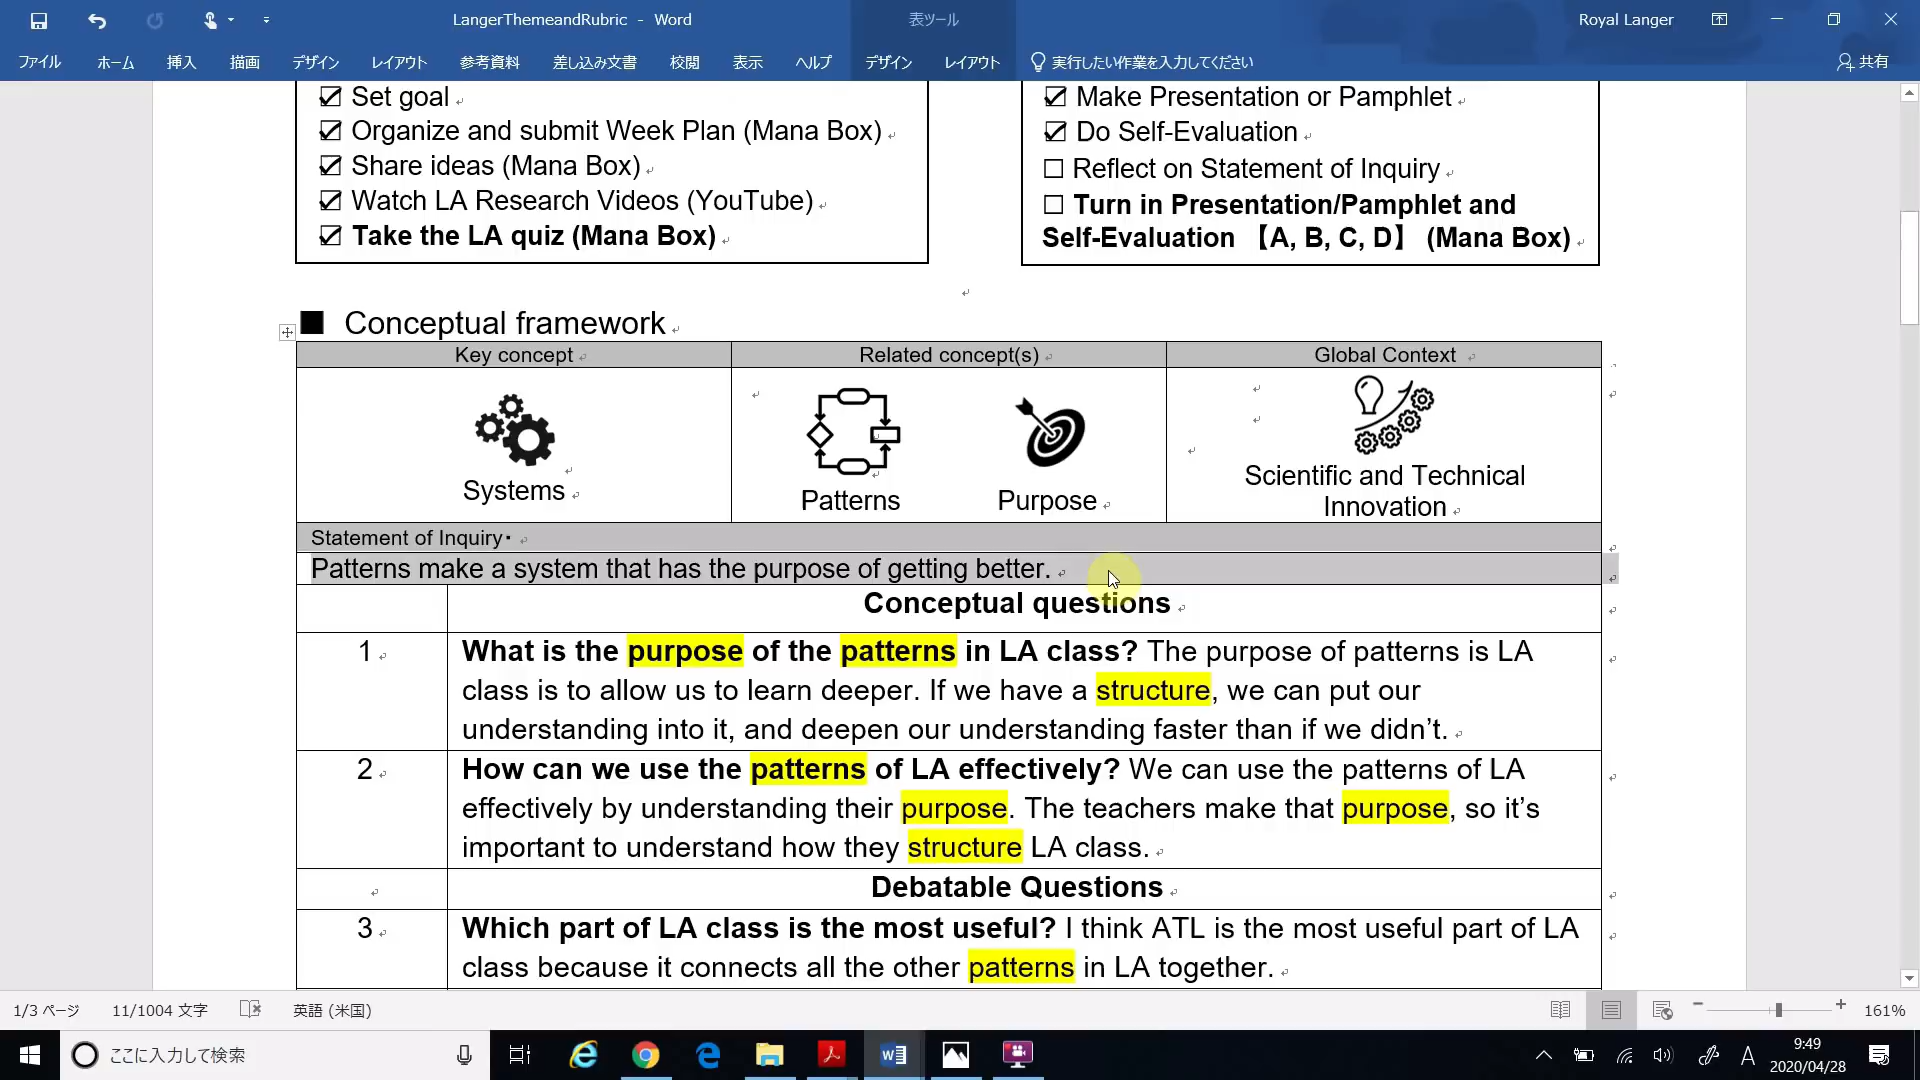 LangerThemeandRubric - Word
表ツール
Royal Langer
ファイル ホーム 挿入 描画 デザイン レイアウト 参考資料 差し込み文書 校閲 表示 ヘルプ デザイン レイアウト 実行したい作業を入力してください 共有
☑ Set goal
☑ Organize and submit Week Plan (Mana Box)
☑ Share ideas (Mana Box)
☑ Watch LA Research Videos (YouTube)
☑ Take the LA quiz (Mana Box)
☑ Make Presentation or Pamphlet
☑ Do Self-Evaluation
☐ Reflect on Statement of Inquiry
☐ Turn in Presentation/Pamphlet and
Self-Evaluation 【A, B, C, D】 (Mana Box)
■ Conceptual framework
Key concept Related concept(s) Global Context
Systems
Patterns Purpose
Scientific and Technical
Innovation
Statement of Inquiry
Patterns make a system that has the purpose of getting better.
Conceptual questions
1 What is the purpose of the patterns in LA class? The purpose of patterns is LA
class is to allow us to learn deeper. If we have a structure, we can put our
understanding into it, and deepen our understanding faster than if we didn’t.
2 How can we use the patterns of LA effectively? We can use the patterns of LA
effectively by understanding their purpose. The teachers make that purpose, so it’s
important to understand how they structure LA class.
Debatable Questions
3 Which part of LA class is the most useful? I think ATL is the most useful part of LA
class because it connects all the other patterns in LA together.
1/3 ページ 11/1004 文字 英語 (米国) 161%
ここに入力して検索
A
9:49
2020/04/28